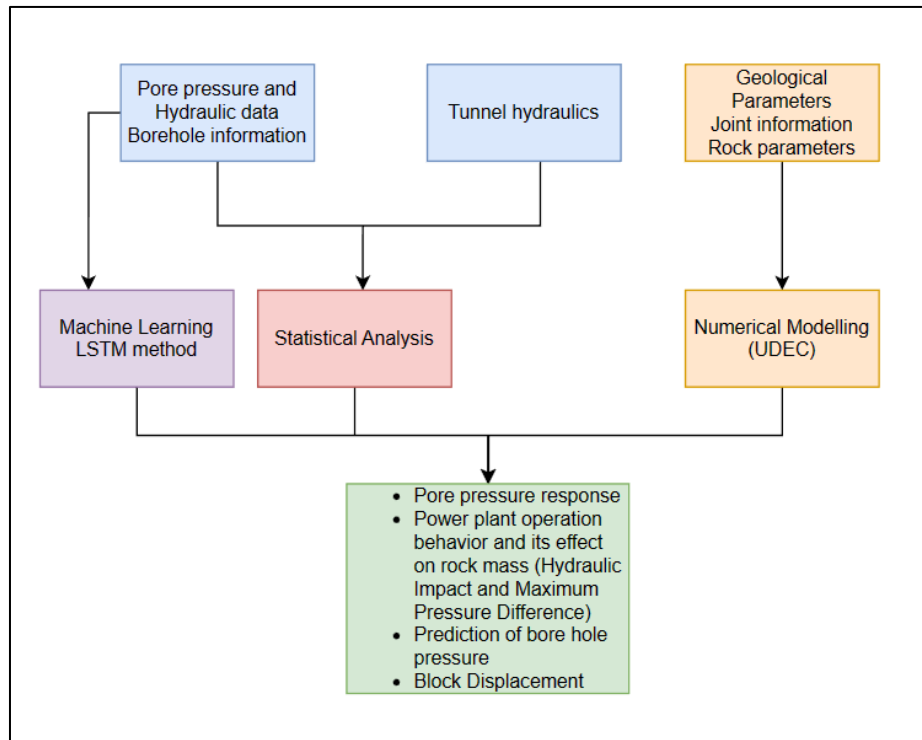 Pore pressure and
Hydraulic data
Borehole information
Tunnel hydraulics
Geological
Parameters
Joint information
Rock parameters
Machine Learning
LSTM method
Statistical Analysis
Numerical Modelling
(UDEC)
• Pore pressure response
• Power plant operation
behavior and its effect
on rock mass (Hydraulic
Impact and Maximum
Pressure Difference)
• Prediction of bore hole
pressure
• Block Displacement